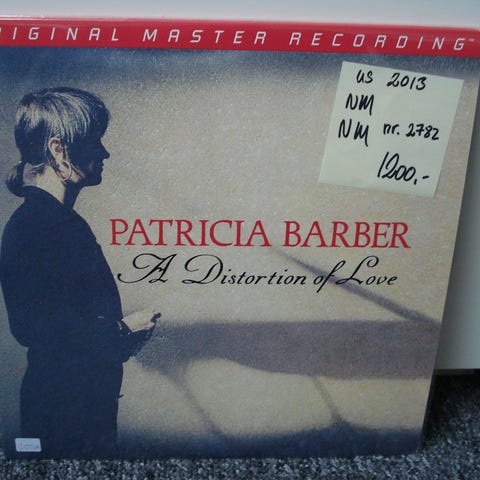 ORIGINAL MASTER RECORDING
US 2013
NM
NM nr. 2782
1200,-
PATRICIA BARBER
A Distortion of Love